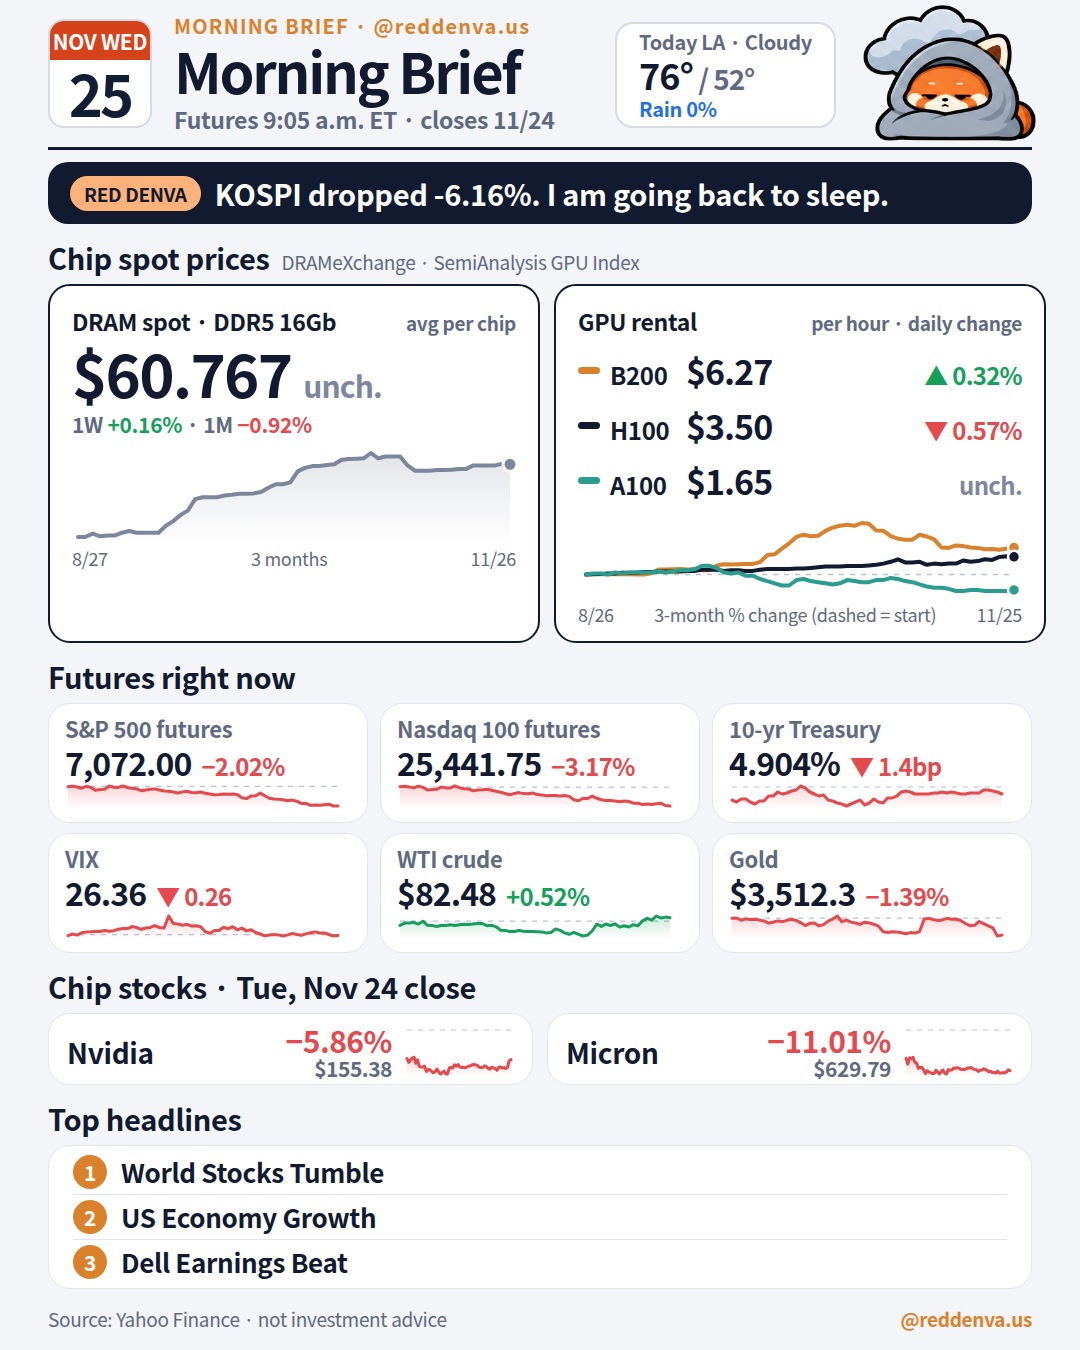 NOV WED
25
MORNING BRIEF · @reddenva.us
Morning Brief
Futures 9:05 a.m. ET · closes 11/24
Today LA · Cloudy
76° / 52°
Rain 0%
RED DENVA KOSPI dropped -6.16%. I am going back to sleep.
Chip spot prices DRAMeXchange · SemiAnalysis GPU Index
DRAM spot · DDR5 16Gb avg per chip
$60.767 unch.
1W +0.16% · 1M −0.92%
8/27 3 months 11/26
GPU rental per hour · daily change
B200 $6.27 ▲ 0.32%
H100 $3.50 ▼ 0.57%
A100 $1.65 unch.
8/26 3-month % change (dashed = start) 11/25
Futures right now
S&P 500 futures
7,072.00 −2.02%
Nasdaq 100 futures
25,441.75 −3.17%
10-yr Treasury
4.904% ▼ 1.4bp
VIX
26.36 ▼ 0.26
WTI crude
$82.48 +0.52%
Gold
$3,512.3 −1.39%
Chip stocks · Tue, Nov 24 close
Nvidia −5.86%
$155.38
Micron −11.01%
$629.79
Top headlines
1 World Stocks Tumble
2 US Economy Growth
3 Dell Earnings Beat
Source: Yahoo Finance · not investment advice
@reddenva.us